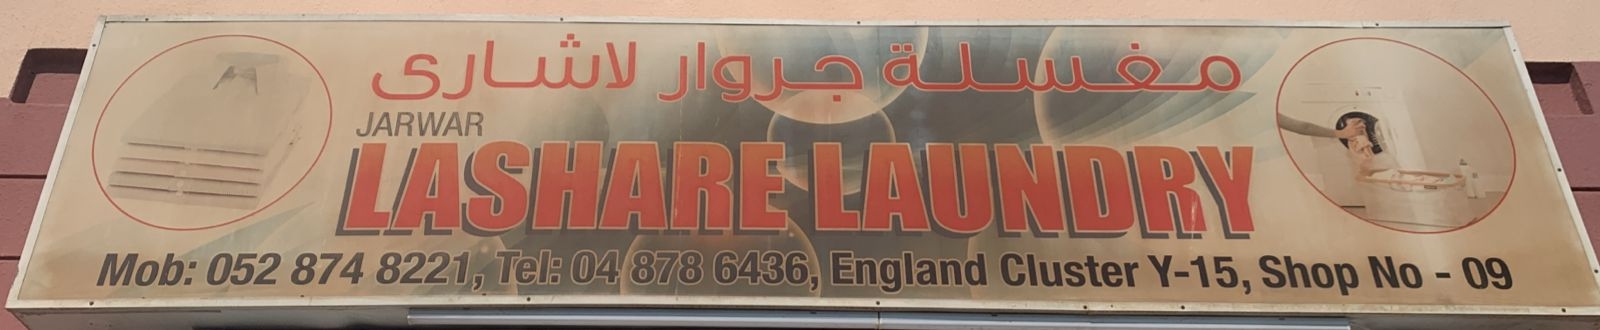 مغسلة جروار لاشارى
JARWAR
LASHARE LAUNDRY
Mob: 052 874 8221, Tel: 04 878 6436, England Cluster Y-15, Shop No - 09